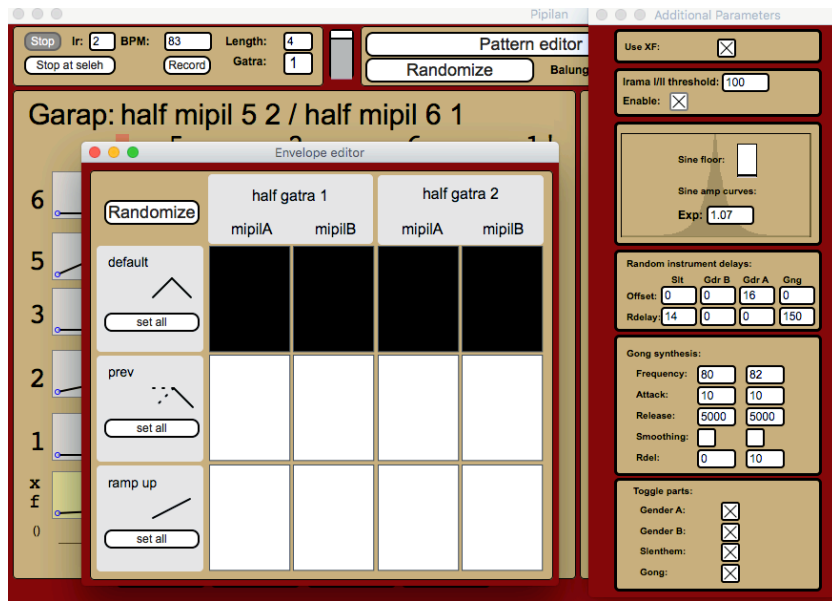 Pipilan
Stop Ir: 2 BPM: 83 Length: 4
Stop at seleh Record Gatra: 1
Pattern editor
Randomize Balung
Garap: half mipil 5 2 / half mipil 6 1
6
5
3
2
1
x
f
()
Envelope editor
Randomize
half gatra 1 half gatra 2
mipilA mipilB mipilA mipilB
default
set all
prev
set all
ramp up
set all
Additional Parameters
Use XF:
Irama I/II threshold: 100
Enable:
Sine floor:
Sine amp curves:
Exp: 1.07
Random instrument delays:
Slt Gdr B Gdr A Gng
Offset: 0 0 16 0
Rdelay: 14 0 0 150
Gong synthesis:
Frequency: 80 82
Attack: 10 10
Release: 5000 5000
Smoothing:
Rdel: 0 10
Toggle parts:
Gender A:
Gender B:
Slenthem:
Gong: